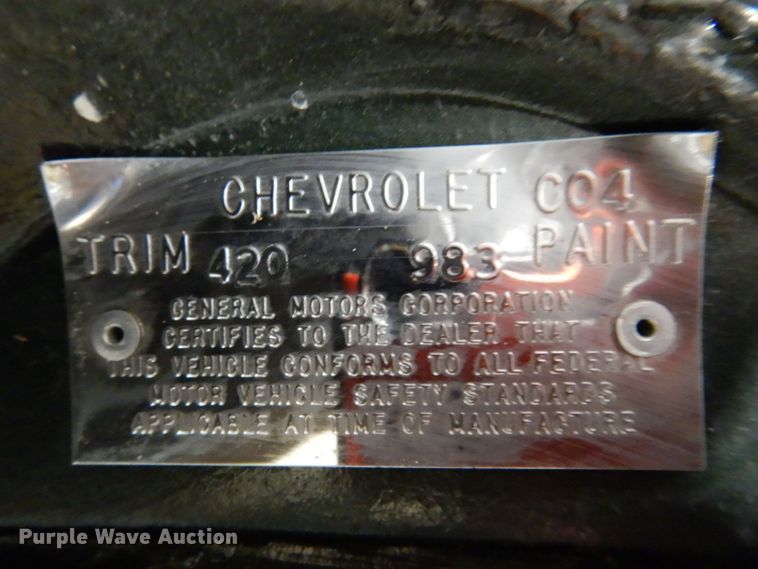 CHEVROLET C04
TRIM 420 983 PAINT
GENERAL MOTORS CORPORATION
CERTIFIES TO THE DEALER THAT
THIS VEHICLE CONFORMS TO ALL FEDERAL
MOTOR VEHICLE SAFETY STANDARDS
APPLICABLE AT TIME OF MANUFACTURE
Purple Wave Auction